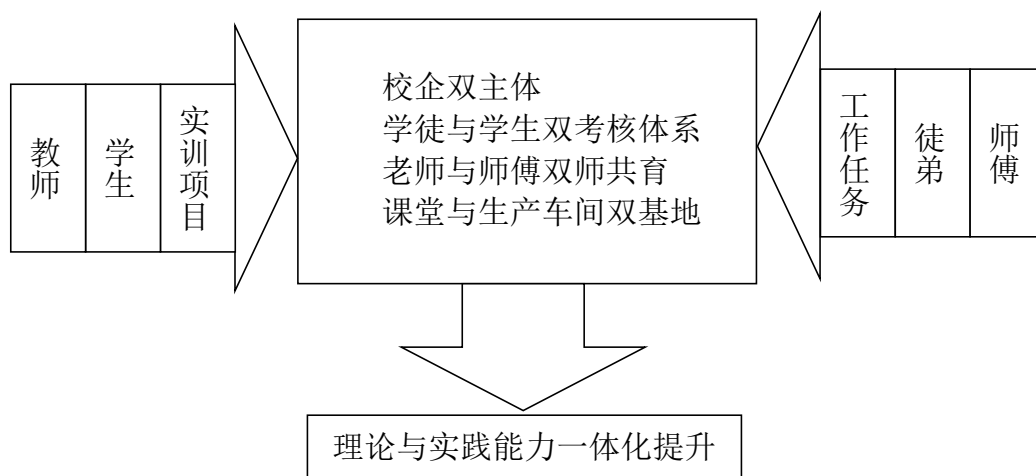 教师
学生
实训项目
校企双主体
学徒与学生双考核体系
老师与师傅双师共育
课堂与生产车间双基地
工作任务
徒弟
师傅
理论与实践能力一体化提升